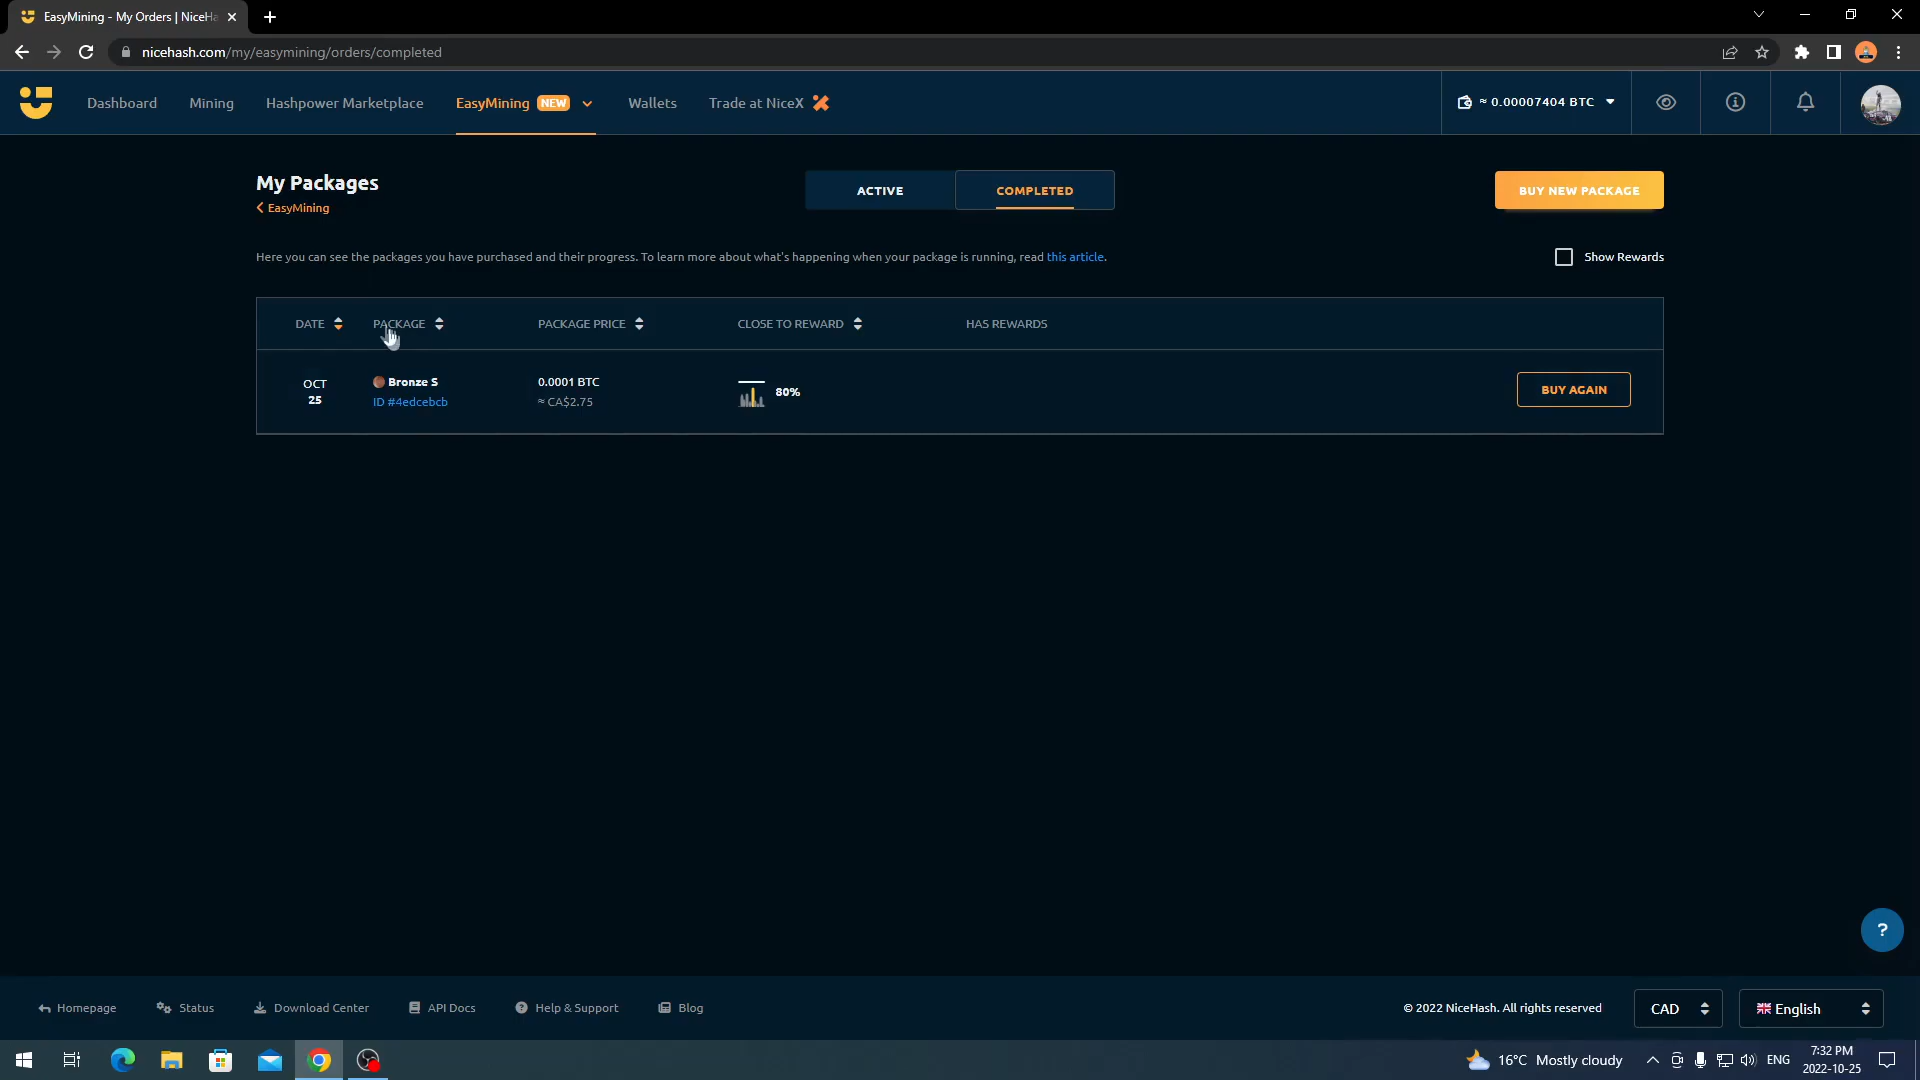 EasyMining - My Orders | NiceHa
nicehash.com/my/easymining/orders/completed
Dashboard Mining Hashpower Marketplace EasyMining NEW Wallets Trade at NiceX ≈ 0.00007404 BTC
My Packages
ACTIVE COMPLETED
BUY NEW PACKAGE
EasyMining
Here you can see the packages you have purchased and their progress. To learn more about what's happening when your package is running, read this article.
Show Rewards
DATE PACKAGE PACKAGE PRICE CLOSE TO REWARD HAS REWARDS
OCT
25
Bronze S
ID #4edcebcb
0.0001 BTC
≈ CA$2.75
80%
BUY AGAIN
?
Homepage Status Download Center API Docs Help & Support Blog
© 2022 NiceHash. All rights reserved CAD English
16°C Mostly cloudy ENG
7:32 PM
2022-10-25